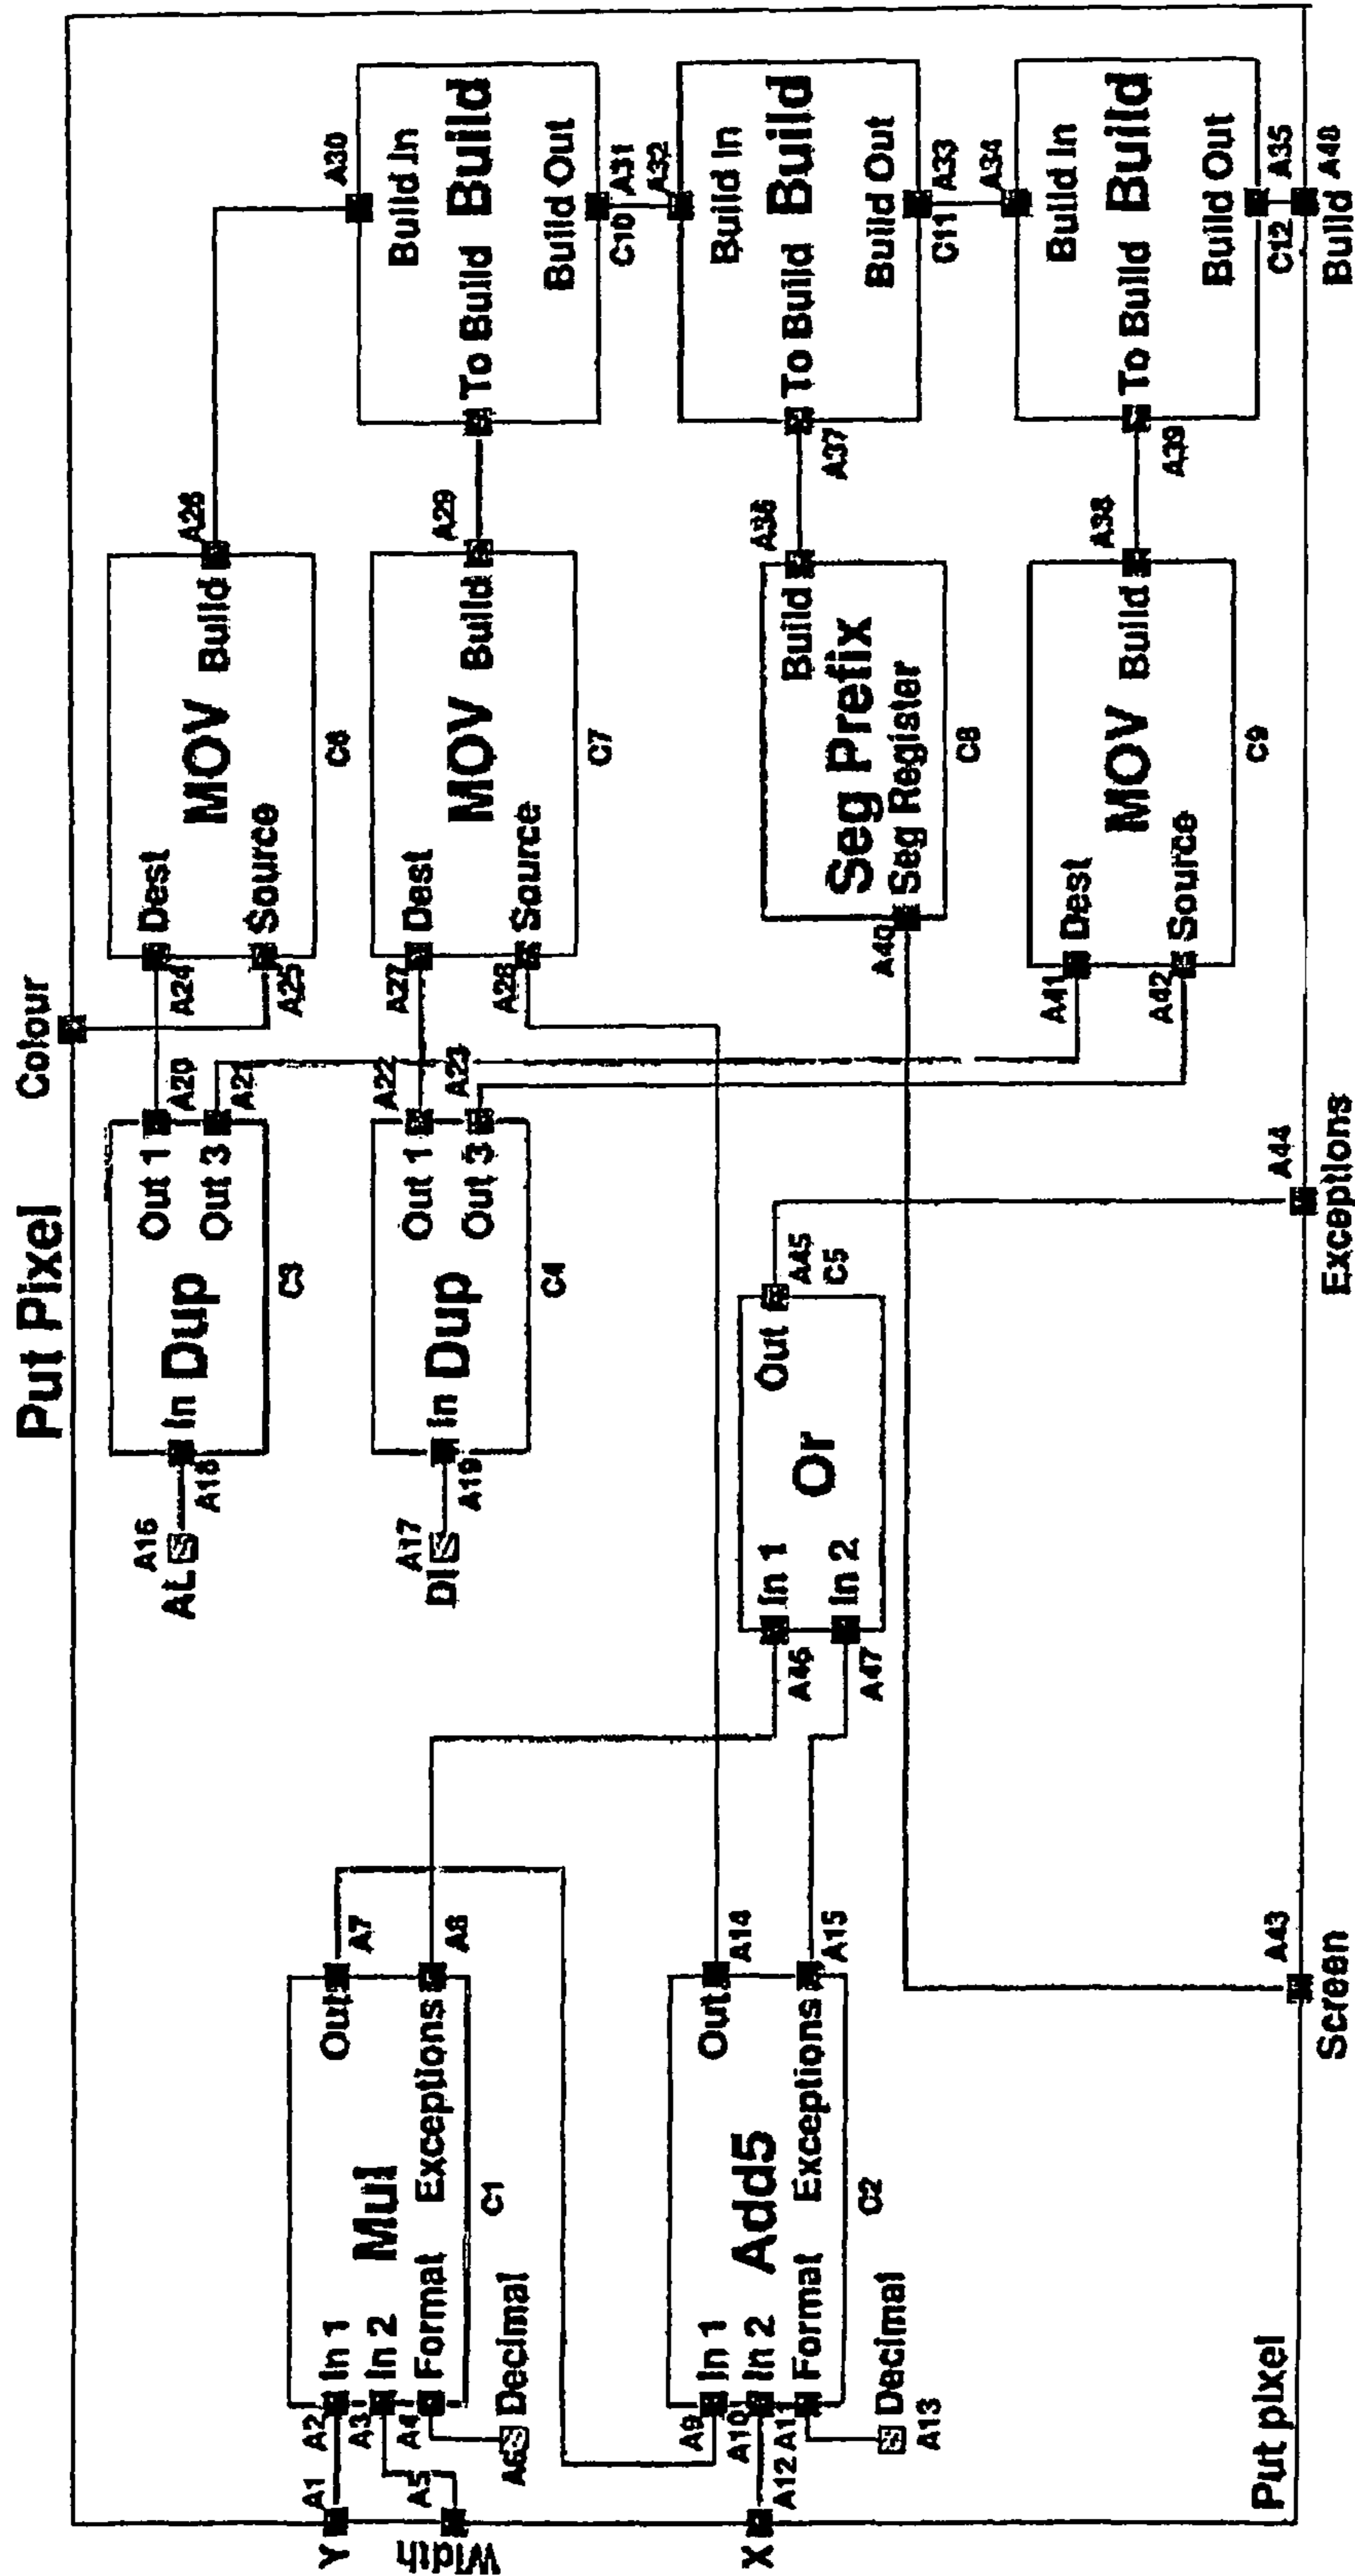 Put Pixel
Colour
Y
A1
A2
In 1
A3
In 2
A4
Format
Mul
Out
A7
Exceptions
A8
C1
Width
A5
A6
Decimal
X
A12
A9
In 1
A10
In 2
A11
Format
Add5
Out
A14
Exceptions
A15
C2
Decimal
A13
AL
A16
A18
In
Dup
Out 1
A20
Out 3
A21
C3
DI
A17
A19
In
Dup
Out 1
A22
Out 3
A23
C4
A46
In 1
A47
In 2
Or
Out
A45
C5
A24
Dest
A25
Source
MOV
Build
A26
C6
A27
Dest
A28
Source
MOV
Build
A29
C7
A40
Seg Register
Seg Prefix
Build
A36
C8
A41
Dest
A42
Source
MOV
Build
A38
C9
A30
Build In
To Build
Build
Build Out
C10
A31
A32
Build In
A37
To Build
Build
Build Out
C11
A33
A34
Build In
A39
To Build
Build
Build Out
C12
A35
A48
Build
Put pixel
Screen
A43
Exceptions
A44